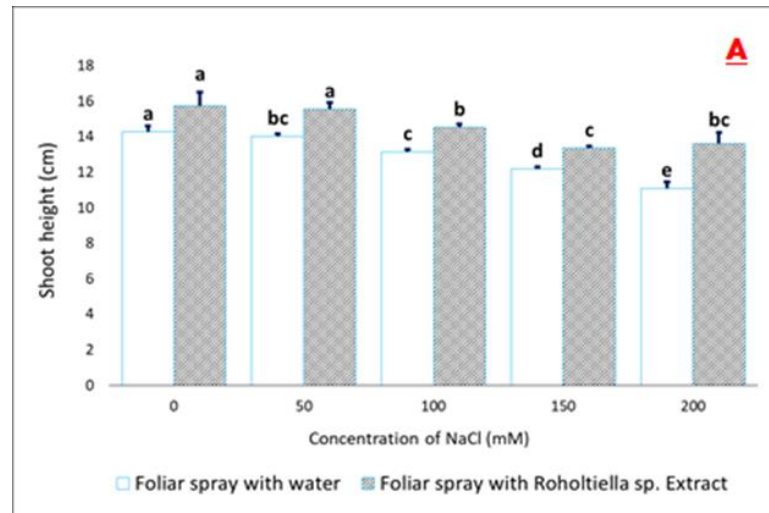 A
18
16
14
12
10
8
6
4
2
0
Shoot height (cm)
a a bc a c b d c e bc
0 50 100 150 200
Concentration of NaCl (mM)
Foliar spray with water Foliar spray with Roholtiella sp. Extract